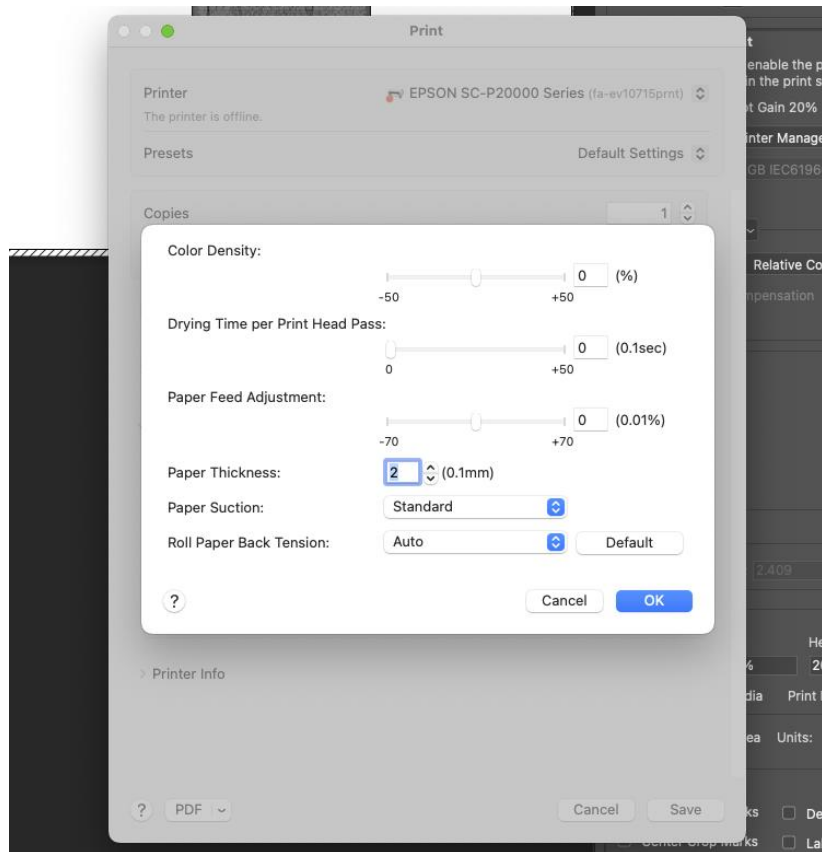 Print
Printer
EPSON SC-P20000 Series (fa-ev10715prnt)
The printer is offline.
Presets
Default Settings
Copies
1
Color Density:
0 (%)
-50 +50
Drying Time per Print Head Pass:
0 (0.1sec)
0 +50
Paper Feed Adjustment:
0 (0.01%)
-70 +70
Paper Thickness:
2 (0.1mm)
Paper Suction:
Standard
Roll Paper Back Tension:
Auto
Default
?
Cancel
OK
Printer Info
?
PDF
Cancel
Save
t
enable the p
in the print s
t Gain 20%
inter Manage
GB IEC6196
Relative Co
mpensation
2.409
He
%
20
dia
Print
ea
Units:
ks
De
Center Crop Marks
La